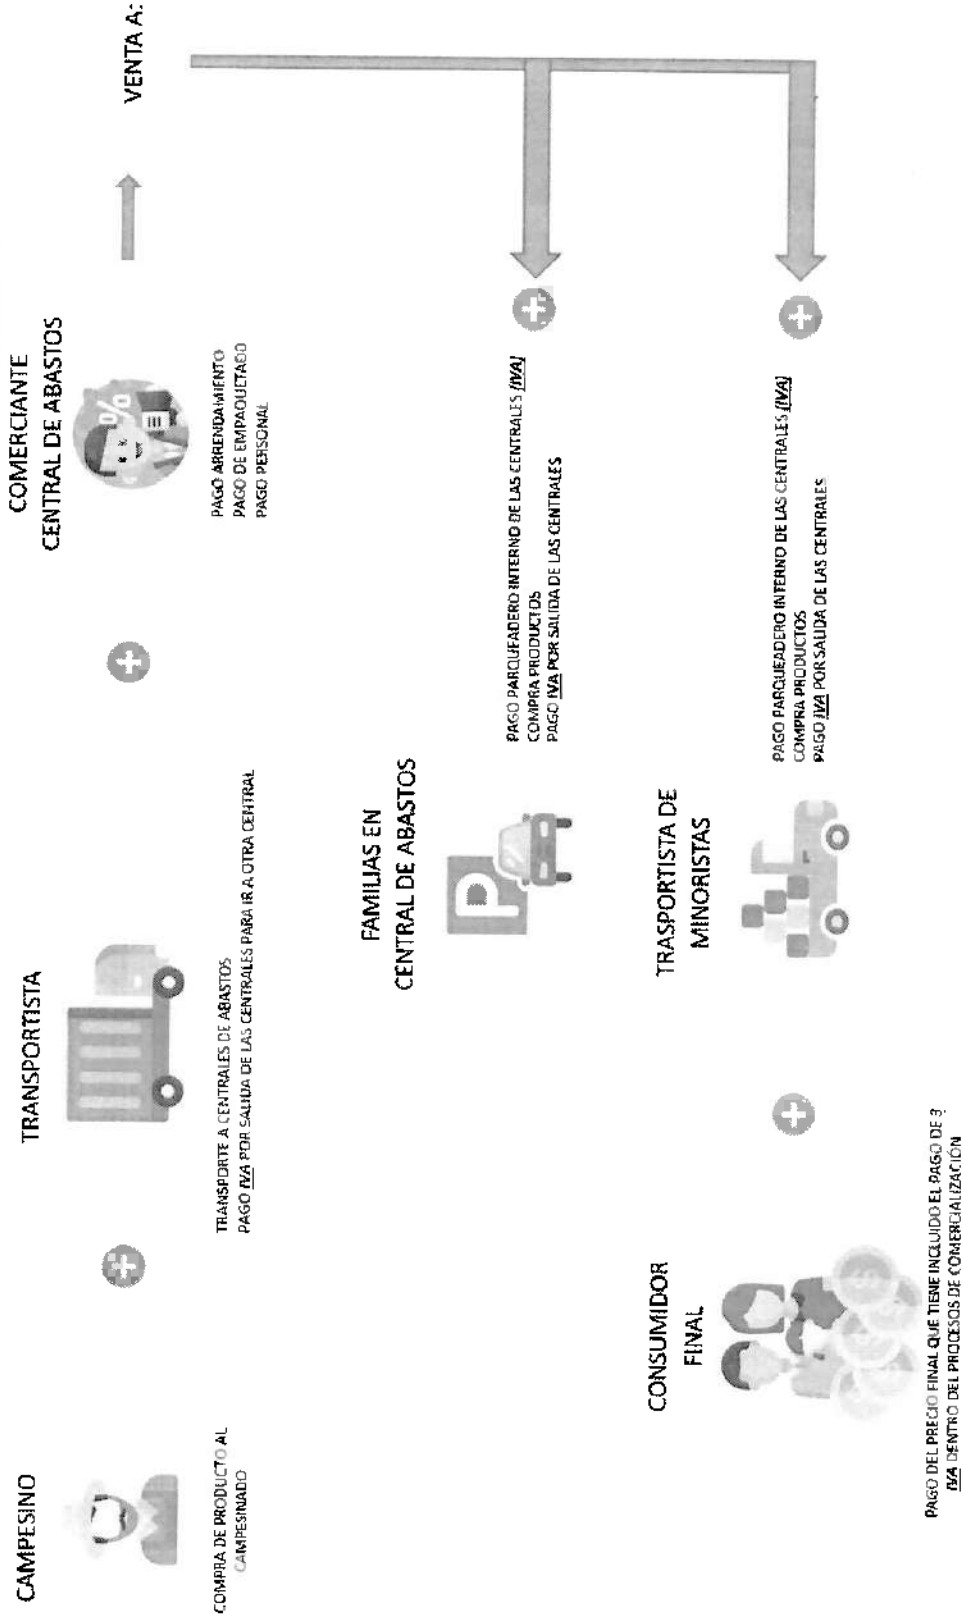 CAMPESINO
COMPRA DE PRODUCTO AL
CAMPESINADO
TRANSPORTISTA
TRANSPORTE A CENTRALES DE ABASTOS
PAGO IVA POR SALIDA DE LAS CENTRALES PARA IR A OTRA CENTRAL
COMERCIANTE
CENTRAL DE ABASTOS
%
PAGO ARRENDAMIENTO
PAGO DE EMPAQUETADO
PAGO PERSONAL
VENTA A:
FAMILIAS EN
CENTRAL DE ABASTOS
P
PAGO PARQUEADERO INTERNO DE LAS CENTRALES (IVA)
COMPRA PRODUCTOS
PAGO IVA POR SALIDA DE LAS CENTRALES
CONSUMIDOR
FINAL
PAGO DEL PRECIO FINAL QUE TIENE INCLUIDO EL PAGO DE 3
IVA DENTRO DEL PROCESOS DE COMERCIALIZACIÓN
TRASPORTISTA DE
MINORISTAS
PAGO PARQUEADERO INTERNO DE LAS CENTRALES (IVA)
COMPRA PRODUCTOS
PAGO IVA POR SALIDA DE LAS CENTRALES